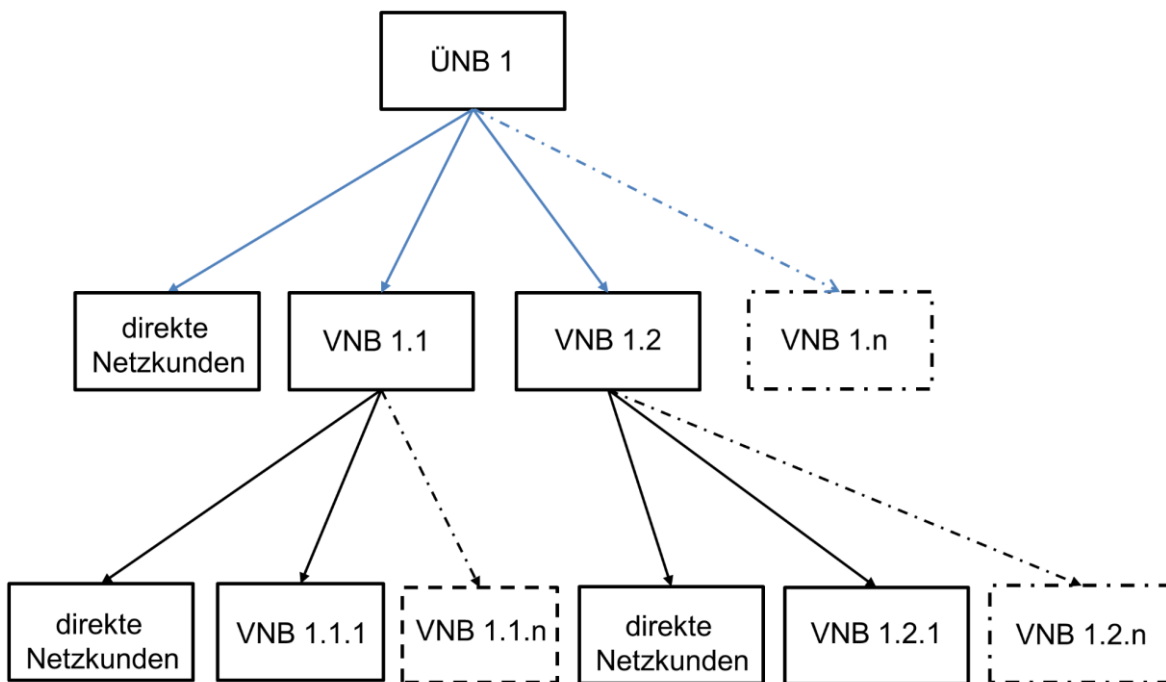 ÜNB 1
direkte
Netzkunden
VNB 1.1
VNB 1.2
VNB 1.n
direkte
Netzkunden
VNB 1.1.1
VNB 1.1.n
direkte
Netzkunden
VNB 1.2.1
VNB 1.2.n